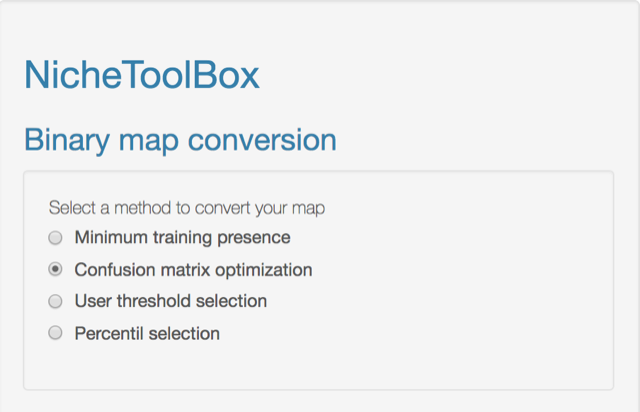 NicheToolBox
Binary map conversion
Select a method to convert your map
Minimum training presence
Confusion matrix optimization
User threshold selection
Percentil selection